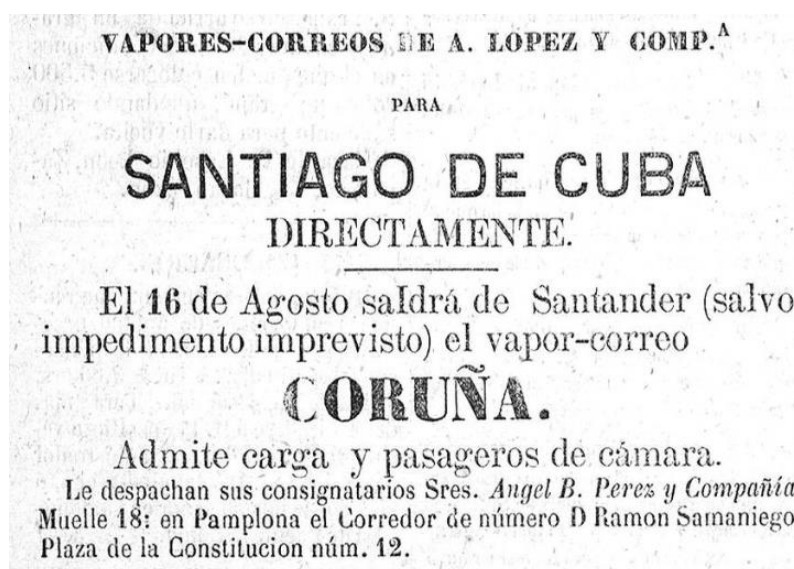 VAPORES-CORREOS DE A. LÓPEZ Y COMP.A
PARA
SANTIAGO DE CUBA
DIRECTAMENTE.
El 16 de Agosto saldrá de Santander (salvo
impedimento imprevisto) el vapor-correo
CORUÑA.
Admite carga y pasageros de cámara.
Le despachan sus consignatarios Sres. Angel B. Perez y Compañía
Muelle 18: en Pamplona el Corredor de número D Ramon Samaniego
Plaza de la Constitucion núm. 12.